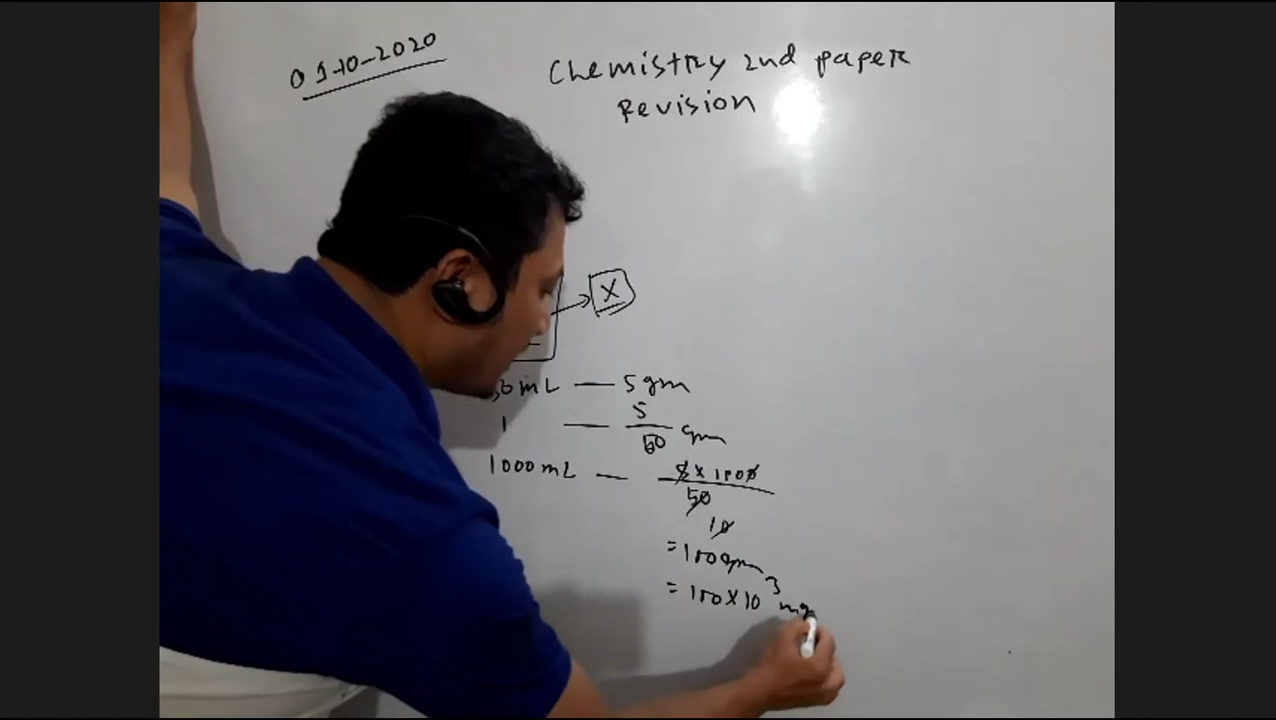 01-10-2020
Chemistry 2nd paper
Revision
X
50 mL — 5 gm
1 — 5/50 gm
1000 mL — 5 x 1000 / 50
10
= 100 gm
= 100 x 10³ mg